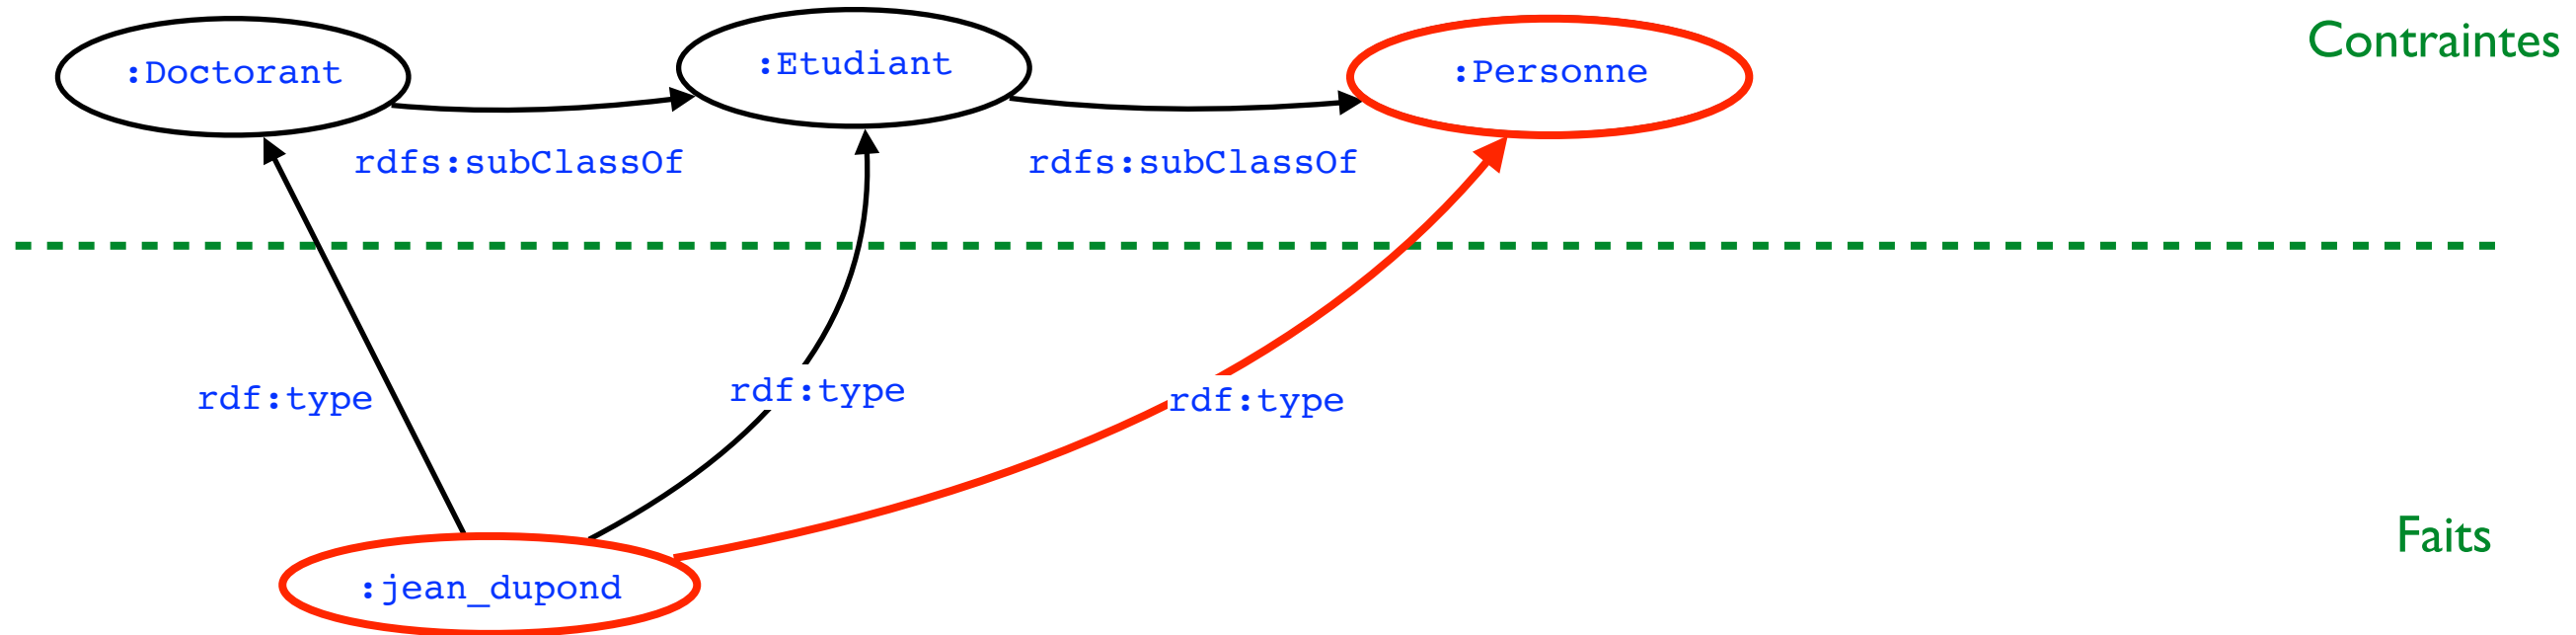 :Doctorant
:Etudiant
:Personne
Contraintes
rdfs:subClassOf
rdfs:subClassOf
rdf:type
rdf:type
rdf:type
Faits
:jean_dupond